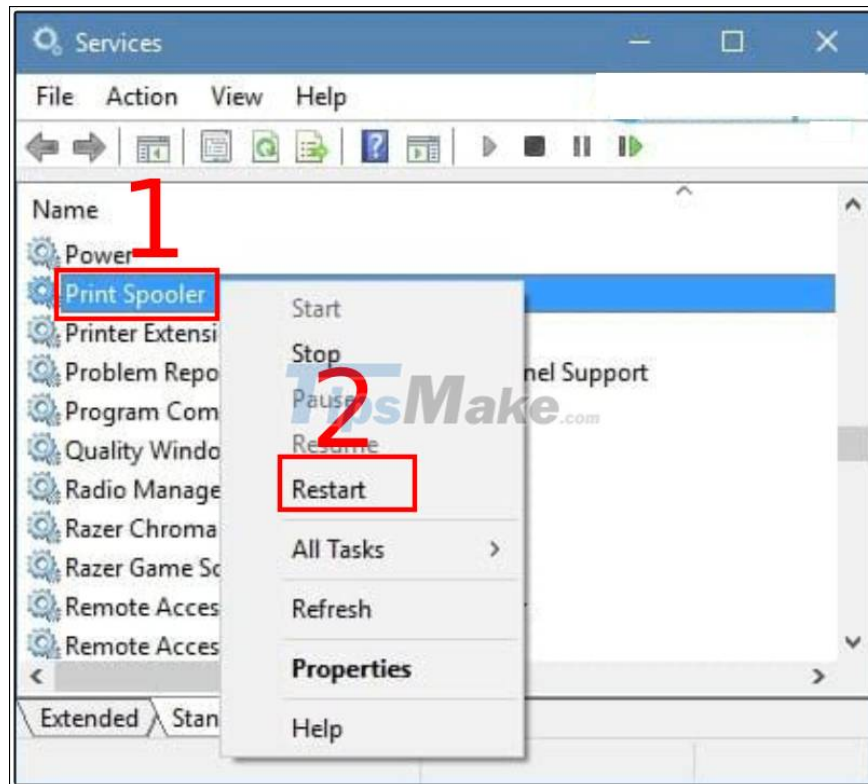 Services
File Action View Help
Name
1
Power
Print Spooler
Printer Extensi
Problem Repo nel Support
Program Com
Quality Windo
Radio Manage
Razer Chroma
Razer Game Sc
Remote Acces
Remote Acces
Start
Stop
Pause
2
TipsMake.com
Resume
Restart
All Tasks
Refresh
Properties
Help
Extended Stan